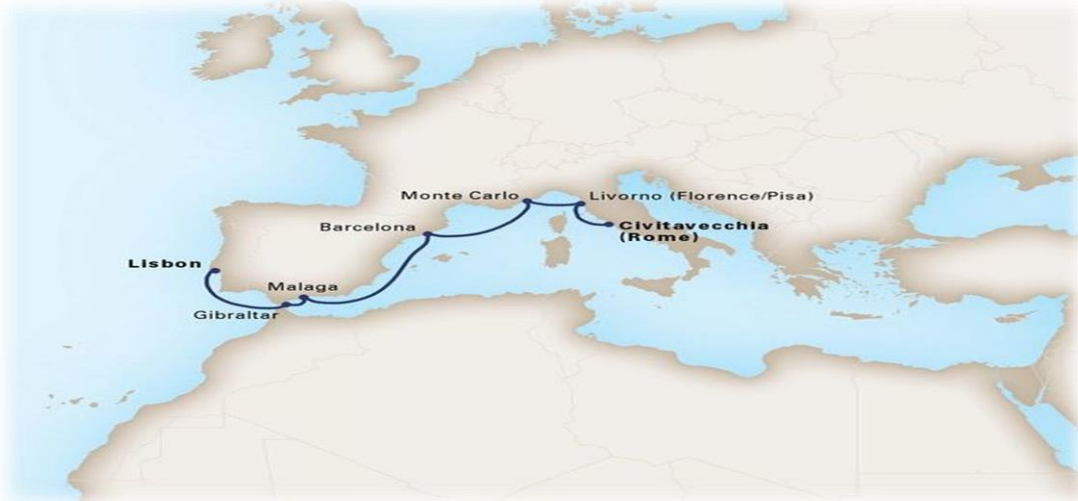 Monte Carlo
Livorno (Florence/Pisa)
Barcelona
Civitavecchia
(Rome)
Lisbon
Malaga
Gibraltar